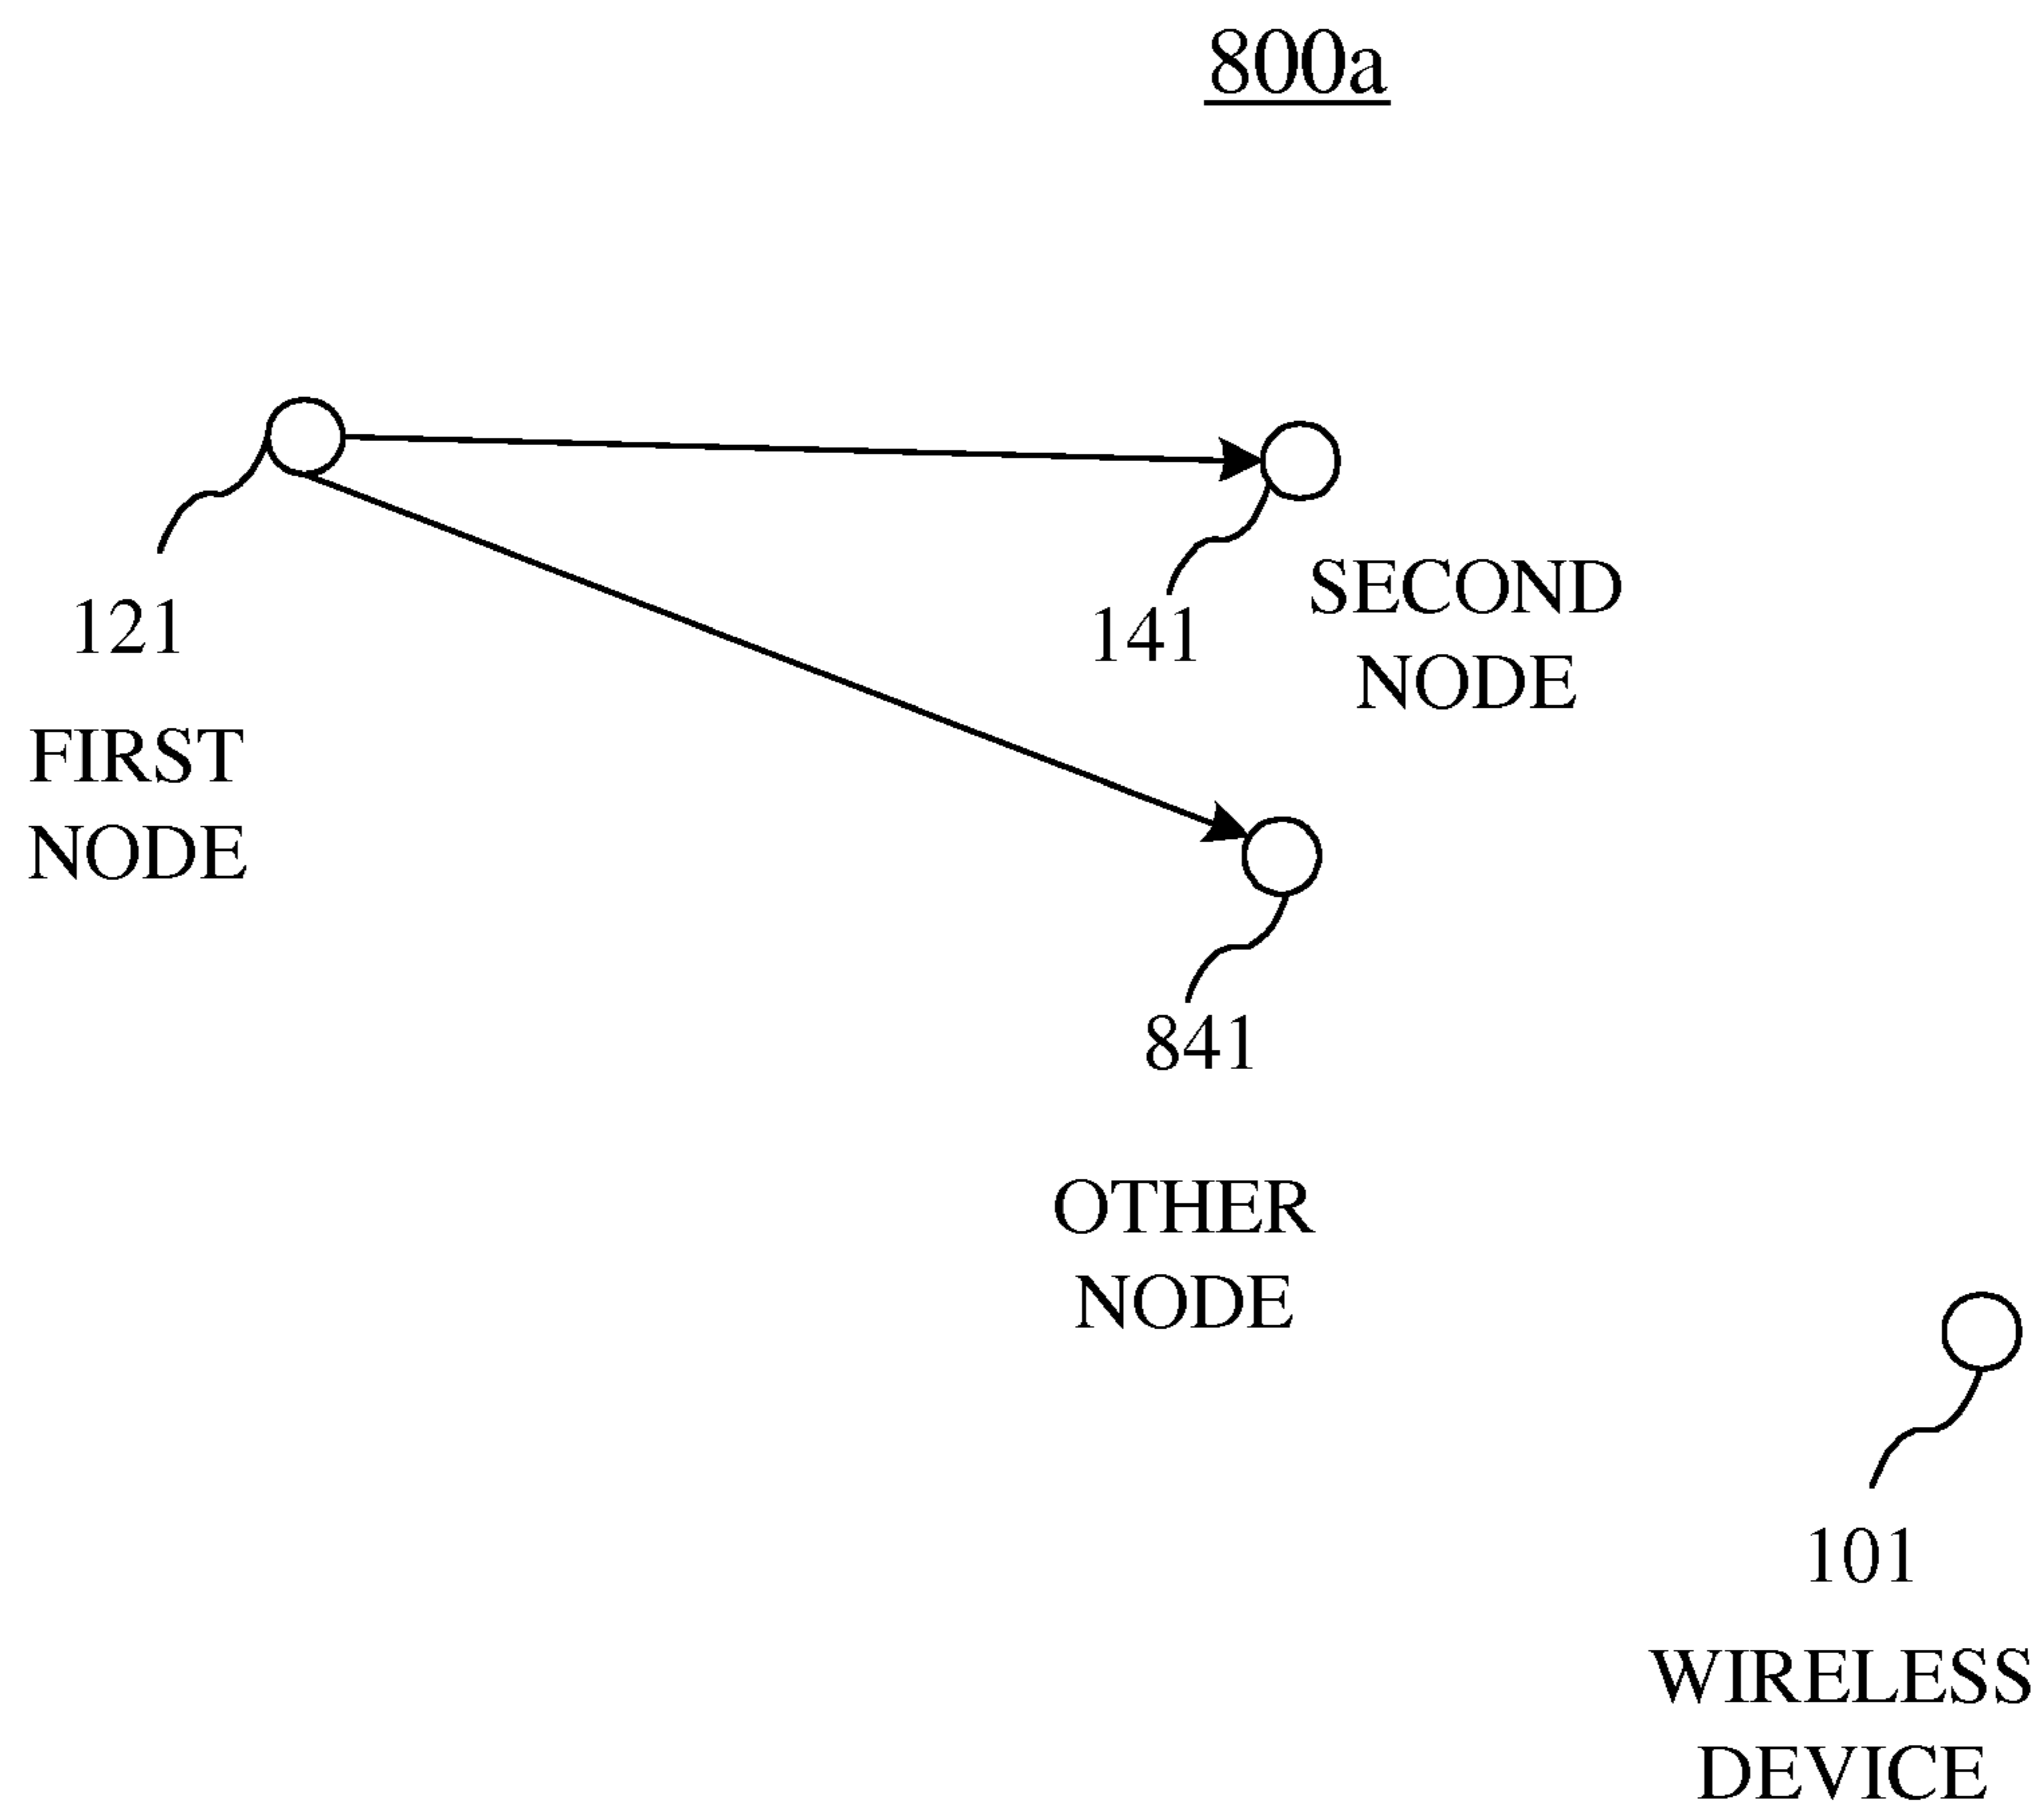 800a
121
FIRST
NODE
141
SECOND
NODE
841
OTHER
NODE
101
WIRELESS
DEVICE